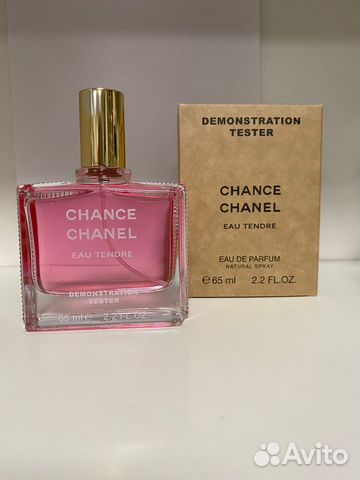 CHANCE
CHANEL
EAU TENDRE
DEMONSTRATION
TESTER
65 ml ℮ 2.2 FL.OZ.
DEMONSTRATION
TESTER
CHANCE
CHANEL
EAU TENDRE
EAU DE PARFUM
NATURAL SPRAY
℮ 65 ml 2.2 FL.OZ.
Avito